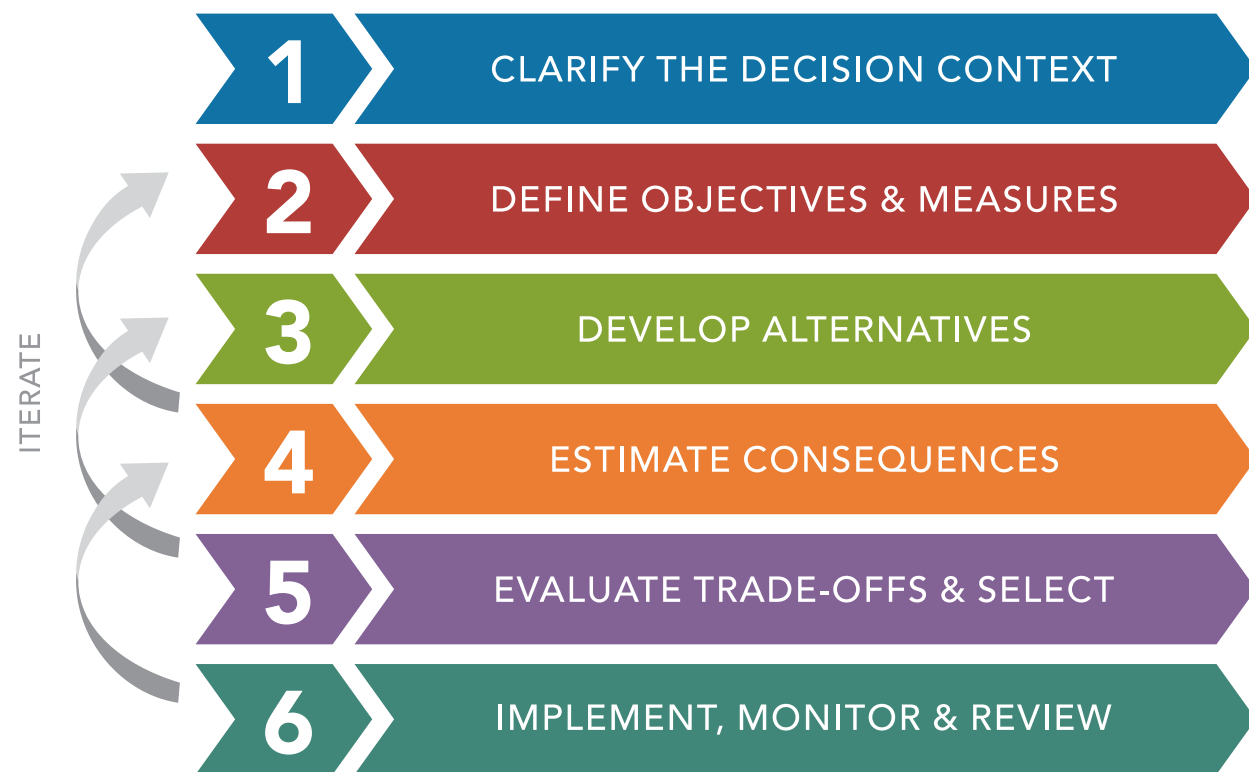 1 CLARIFY THE DECISION CONTEXT
2 DEFINE OBJECTIVES & MEASURES
3 DEVELOP ALTERNATIVES
4 ESTIMATE CONSEQUENCES
5 EVALUATE TRADE-OFFS & SELECT
6 IMPLEMENT, MONITOR & REVIEW
ITERATE